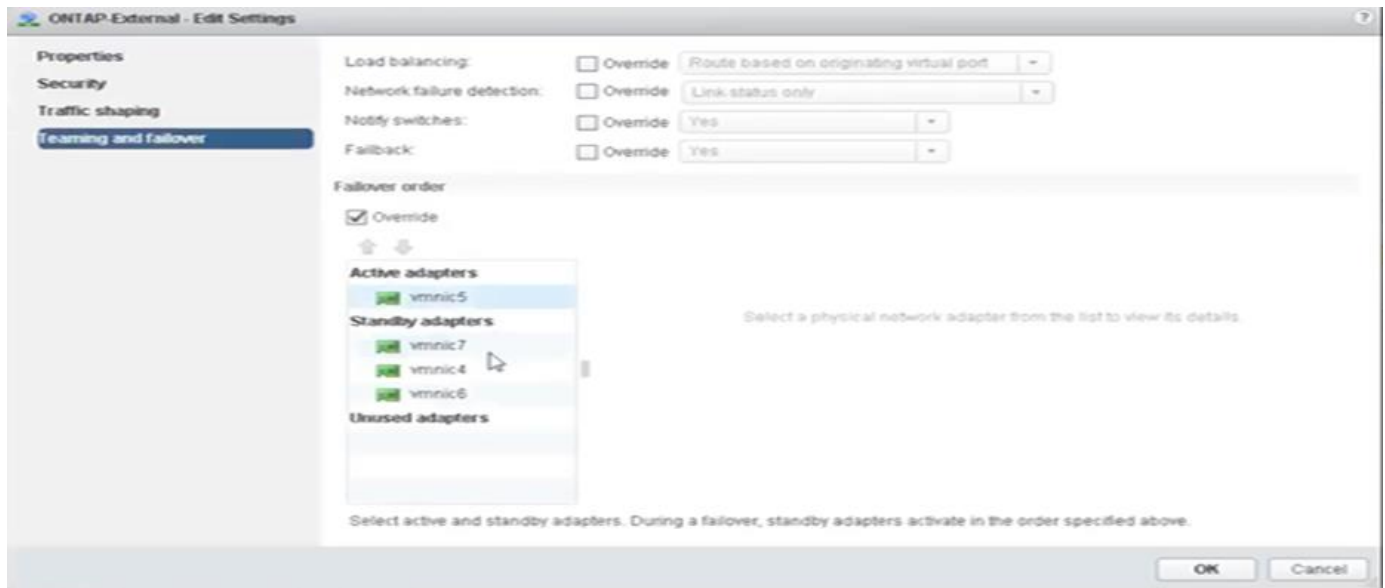 ONTAP-External - Edit Settings
?
Properties
Security
Traffic shaping
Teaming and failover
Load balancing: Override Route based on originating virtual port
Network failure detection: Override Link status only
Notify switches: Override Yes
Failback: Override Yes
Failover order
Override
Active adapters
vmnic5
Standby adapters
vmnic7
vmnic4
vmnic6
Unused adapters
Select a physical network adapter from the list to view its details.
Select active and standby adapters. During a failover, standby adapters activate in the order specified above.
OK Cancel